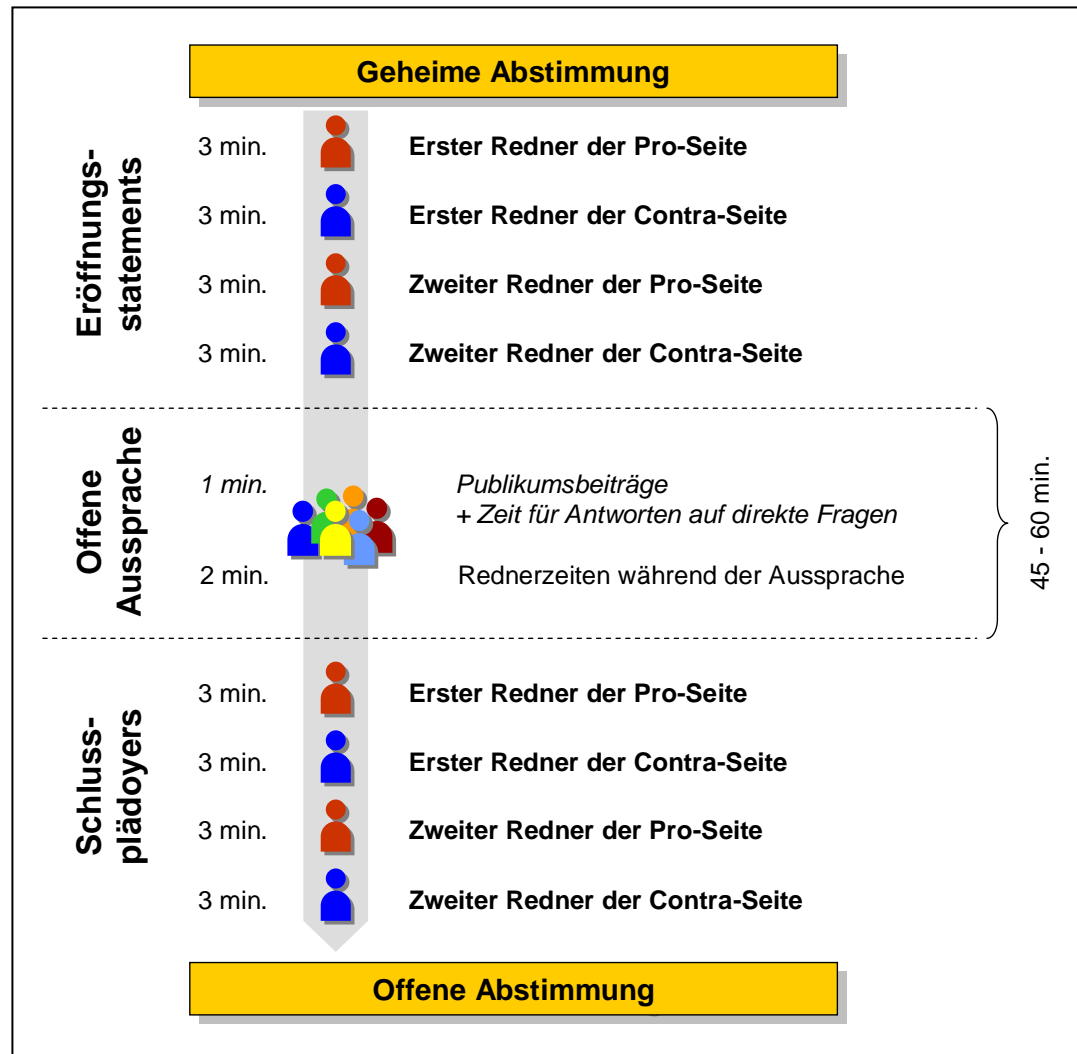 Geheime Abstimmung
Eröffnungs-
statements
3 min. Erster Redner der Pro-Seite
3 min. Erster Redner der Contra-Seite
3 min. Zweiter Redner der Pro-Seite
3 min. Zweiter Redner der Contra-Seite
Offene
Aussprache
1 min. Publikumsbeiträge
+ Zeit für Antworten auf direkte Fragen
2 min. Rednerzeiten während der Aussprache
45 - 60 min.
Schluss-
plädoyers
3 min. Erster Redner der Pro-Seite
3 min. Erster Redner der Contra-Seite
3 min. Zweiter Redner der Pro-Seite
3 min. Zweiter Redner der Contra-Seite
Offene Abstimmung